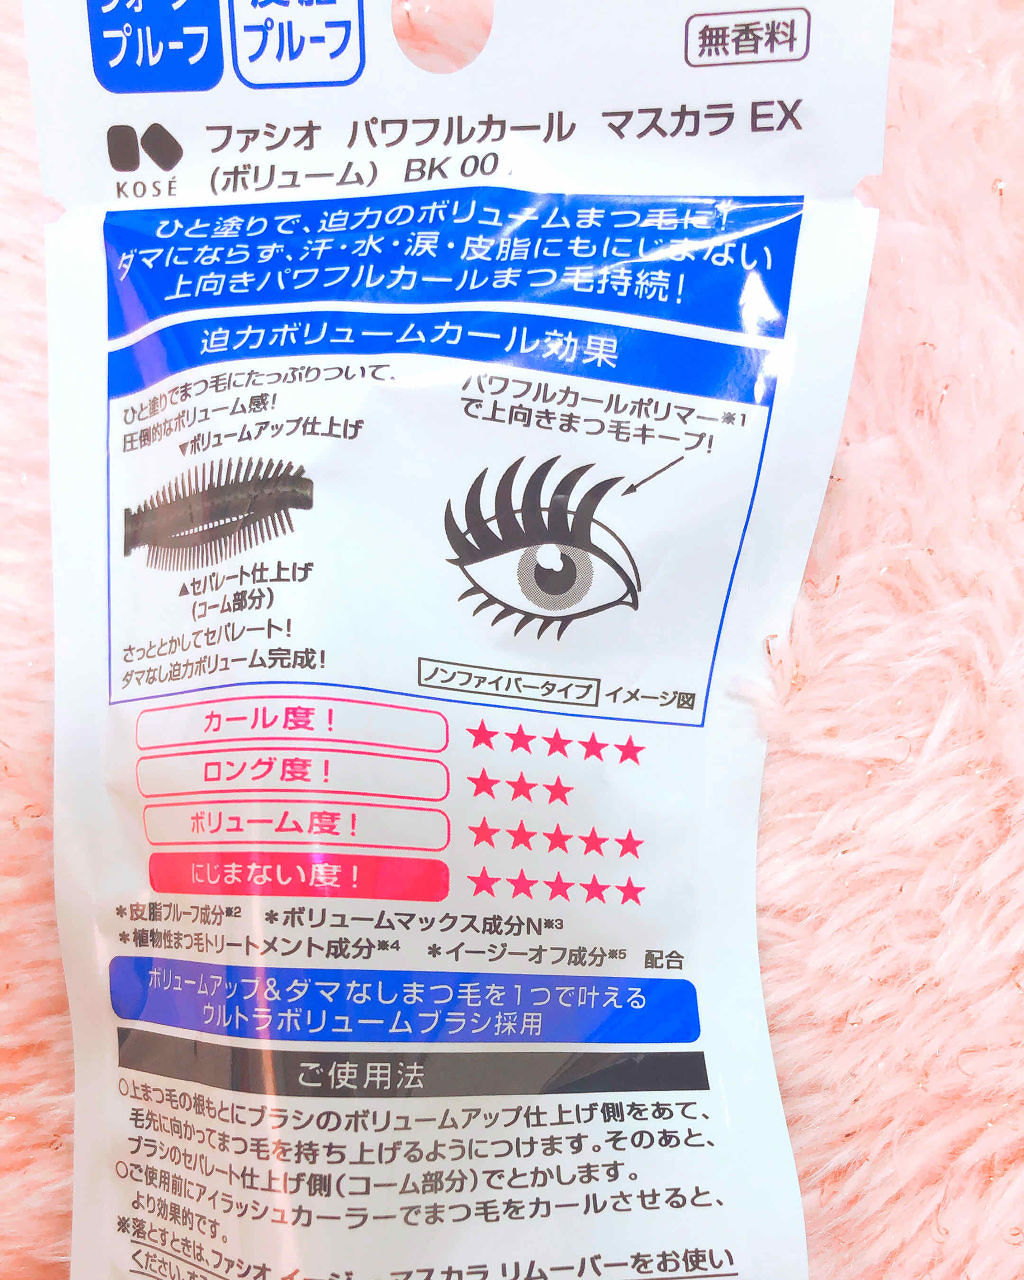 プルーフ
プルーフ
無香料
KOSÉ
ファシオ パワフルカール マスカラ EX
(ボリューム) BK 00
ひと塗りで、迫力のボリュームまつ毛に!
ダマにならず、汗・水・涙・皮脂にもにじまない
上向きパワフルカールまつ毛持続!
迫力ボリュームカール効果
ひと塗りでまつ毛にたっぷりついて、
圧倒的なボリューム感!
▼ボリュームアップ仕上げ
パワフルカールポリマー※1
で上向きまつ毛キープ!
▲セパレート仕上げ
(コーム部分)
さっととかしてセパレート!
ダマなし迫力ボリューム完成!
ノンファイバータイプ イメージ図
カール度! ★★★★★
ロング度! ★★★
ボリューム度! ★★★★★
にじまない度! ★★★★★
*皮脂プルーフ成分※2 *ボリュームマックス成分N※3
*植物性まつ毛トリートメント成分※4 *イージーオフ成分※5 配合
ボリュームアップ&ダマなしまつ毛を1つで叶える
ウルトラボリュームブラシ採用
ご使用法
○上まつ毛の根もとにブラシのボリュームアップ仕上げ側をあて、
毛先に向かってまつ毛を持ち上げるようにつけます。そのあと、
ブラシのセパレート仕上げ側(コーム部分)でとかします。
○ご使用前にアイラッシュカーラーでまつ毛をカールさせると、
より効果的です。
※落とすときは、ファシオ イージー マスカラ リムーバーをお使い
ください。